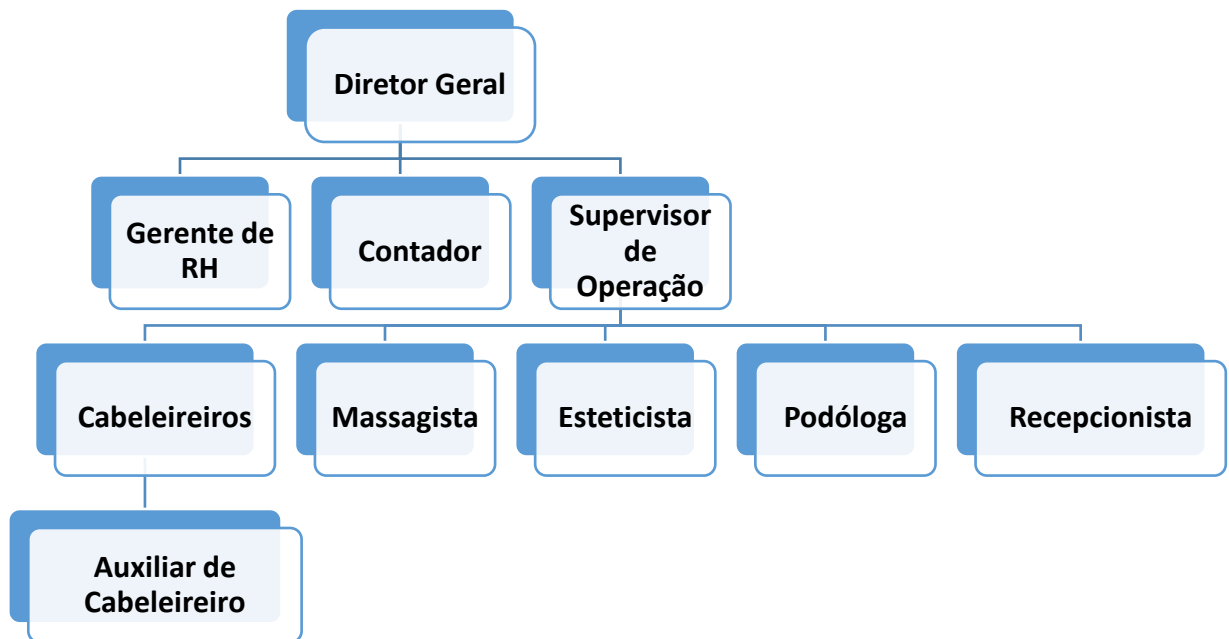 Diretor Geral
Gerente de
RH
Contador
Supervisor
de
Operação
Cabeleireiros
Massagista
Esteticista
Podóloga
Recepcionista
Auxiliar de
Cabeleireiro